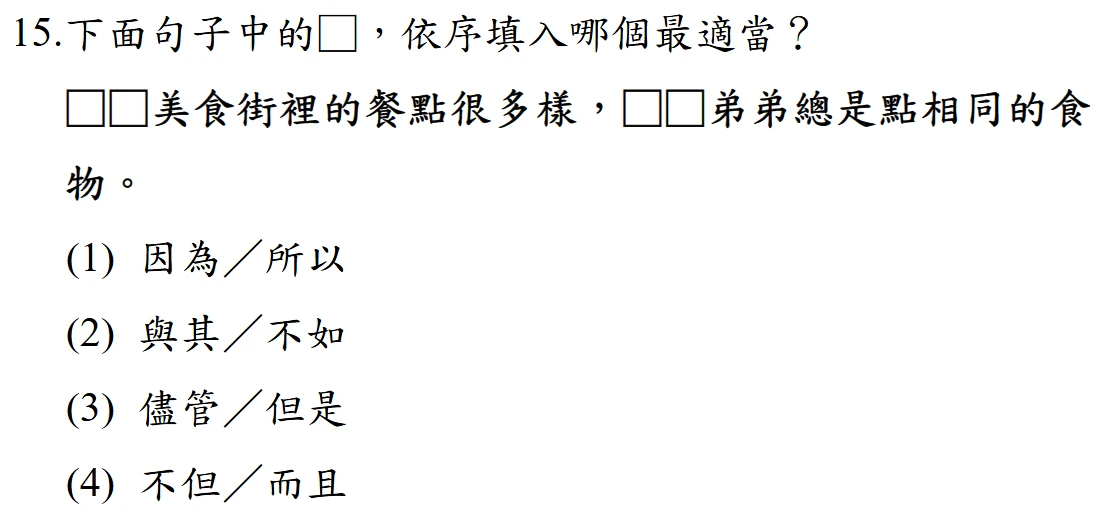 15.下面句子中的□，依序填入哪個最適當？
□□美食街裡的餐點很多樣，□□弟弟總是點相同的食
物。
(1) 因為／所以
(2) 與其／不如
(3) 儘管／但是
(4) 不但／而且